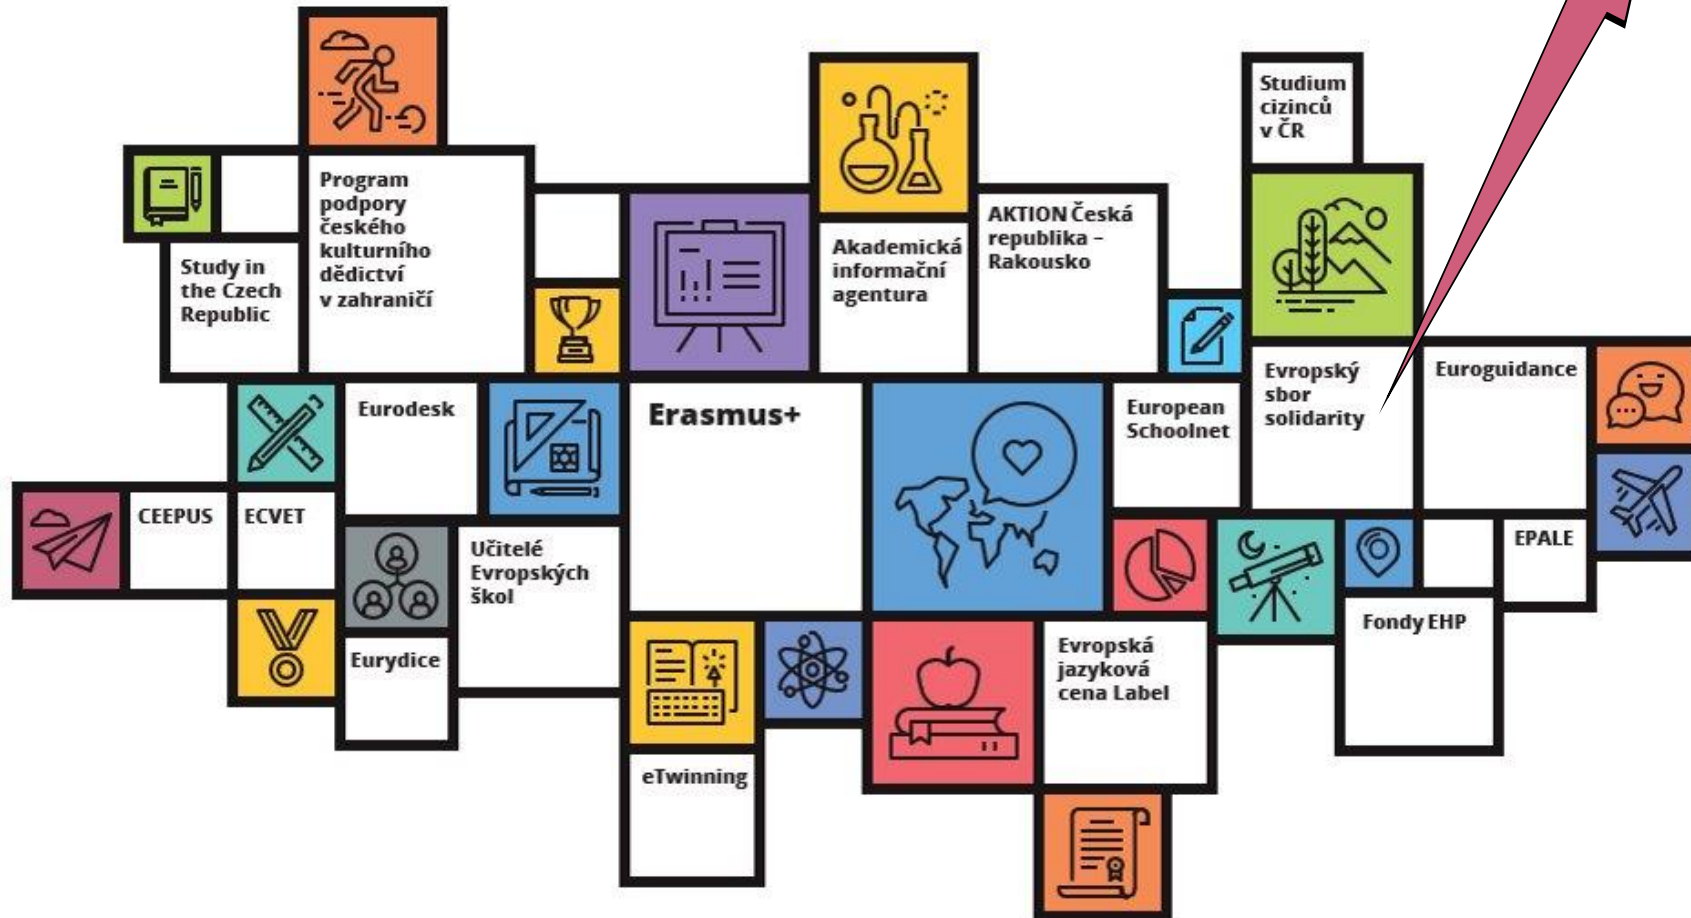 Studium
cizinců
v ČR
Program
podpory
českého
kulturního
dědictví
v zahraničí
AKTION Česká
republika –
Rakousko
Akademická
informační
agentura
Study in
the Czech
Republic
Evropský
sbor
solidarity
Euroguidance
Eurodesk
Erasmus+
European
Schoolnet
CEEPUS
ECVET
EPALE
Učitelé
Evropských
škol
Fondy EHP
Evropská
jazyková
cena Label
Eurydice
eTwinning